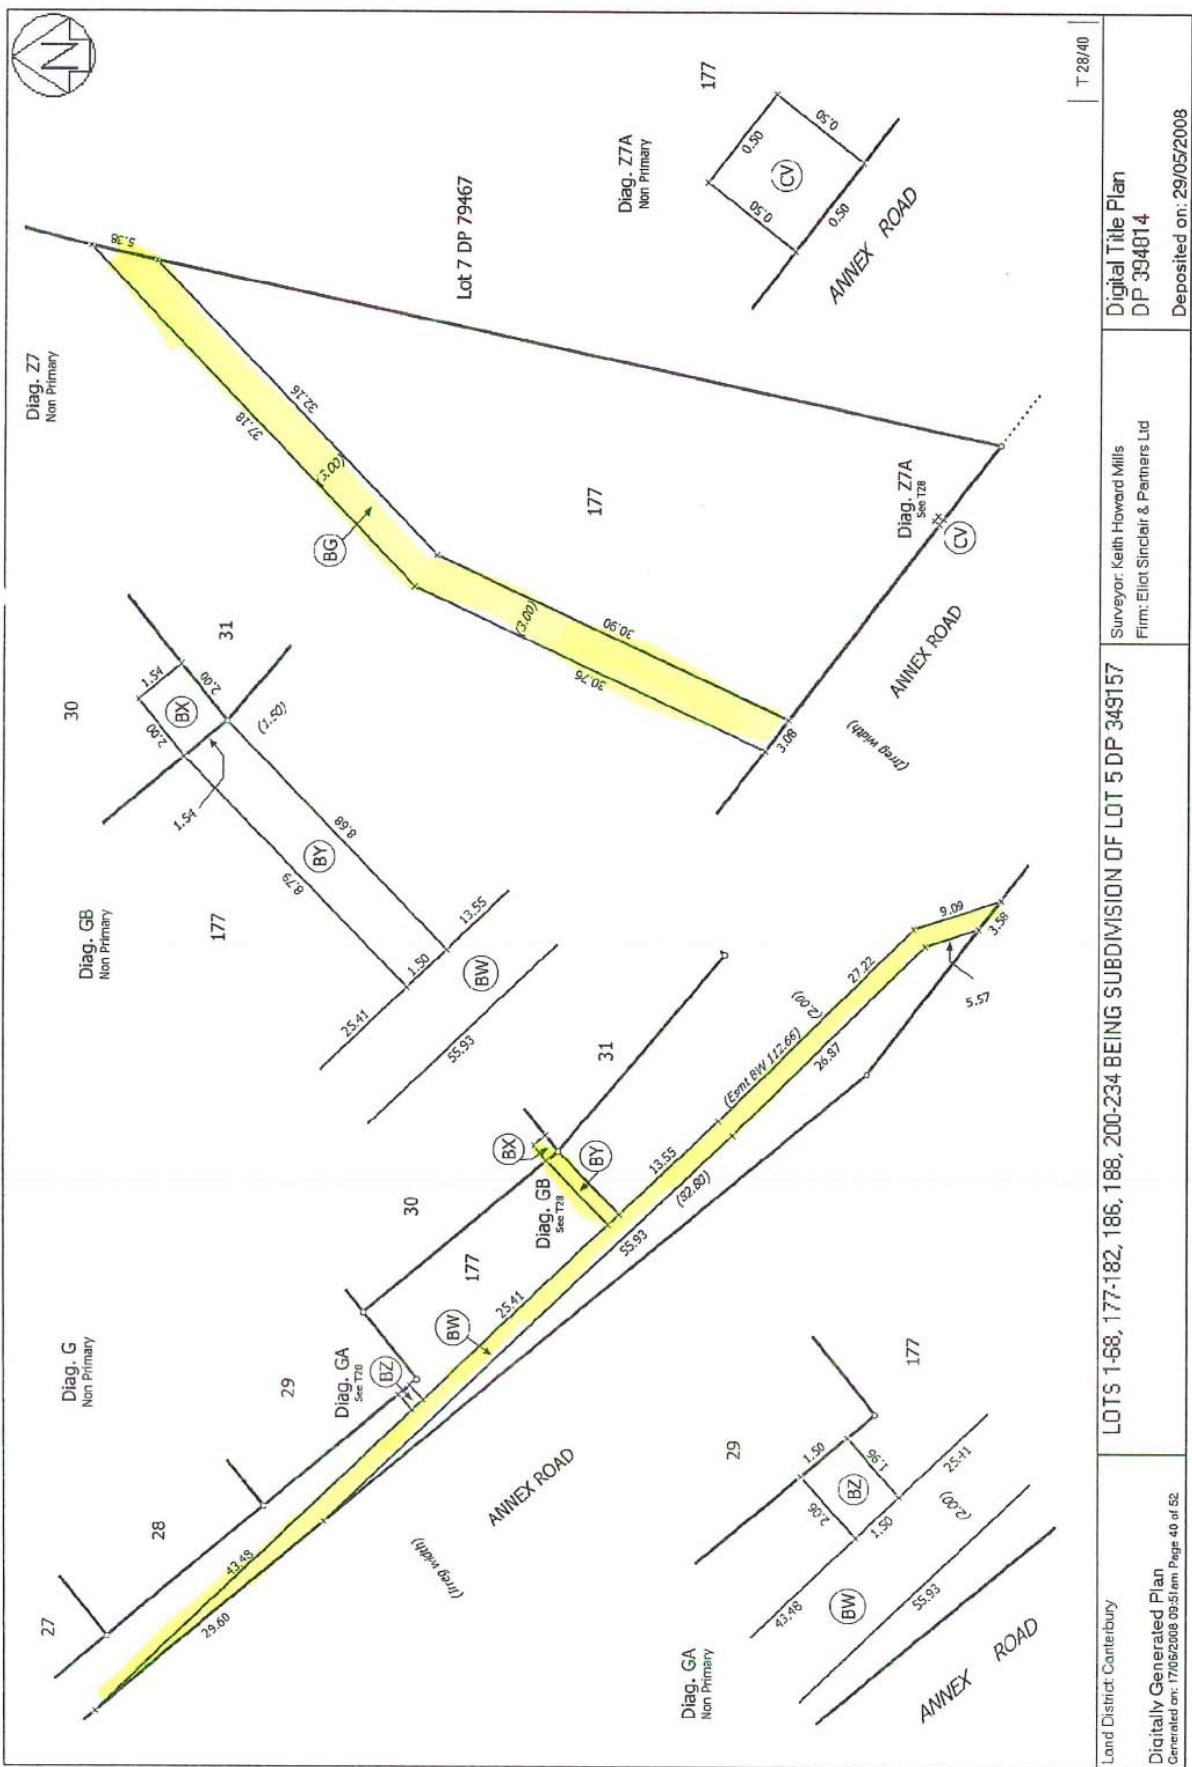 N
Diag. G
Non Primary
27
28
29
30
31
177
43.48
29.60
Diag. GA
See T20
BZ
BW
25.41
55.93
(52.80)
Diag. GB
See T28
BX
BY
13.55
(Esmt BW 112.66)
(2.00)
27.22
26.87
9.09
5.57
3.58
ANNEX ROAD
(Irreg width)
Diag. GB
Non Primary
177
30
31
BX
1.54
2.00
2.00
1.54
(1.50)
BY
8.79
8.68
1.50
25.41
13.55
BW
55.93
Diag. Z7
Non Primary
5.38
37.18
32.16
(3.00)
BG
(3.00)
30.76
30.90
3.08
177
Lot 7 DP 79467
Diag. Z7A
See T28
CV
ANNEX ROAD
(Irreg width)
Diag. GA
Non Primary
29
177
1.50
2.06
BZ
1.96
1.50
43.48
25.41
(2.00)
BW
55.93
ANNEX ROAD
Diag. Z7A
Non Primary
177
0.50
0.50
0.50
0.50
CV
ANNEX ROAD
T 28/40
Land District: Canterbury
Digitally Generated Plan
Generated on: 17/06/2008 09:51am Page 40 of 52
LOTS 1-68, 177-182, 186, 188, 200-234 BEING SUBDIVISION OF LOT 5 DP 349157
Surveyor: Keith Howard Mills
Firm: Eliot Sinclair & Partners Ltd
Digital Title Plan
DP 394814
Deposited on: 29/05/2008